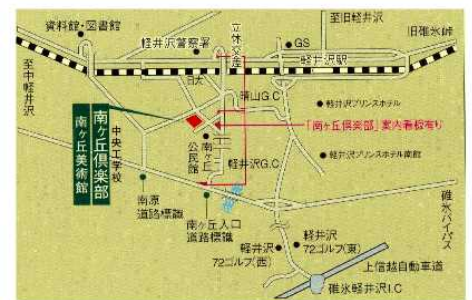 資料館・図書館
軽井沢警察署
立体交差
GS
至旧軽井沢
旧碓氷峠
軽井沢駅
至中軽井沢
日大
晴山G.C
軽井沢プリンスホテル
「南ヶ丘倶楽部」案内看板有り
南ヶ丘倶楽部
南ヶ丘美術館
中央工学校
南ヶ丘
公民館
軽井沢G.C
軽井沢プリンスホテル南館
南原
道路標識
南ヶ丘入口
道路標識
碓氷バイパス
軽井沢
72ゴルフ(西)
軽井沢
72ゴルフ(東)
上信越自動車道
碓氷軽井沢I.C